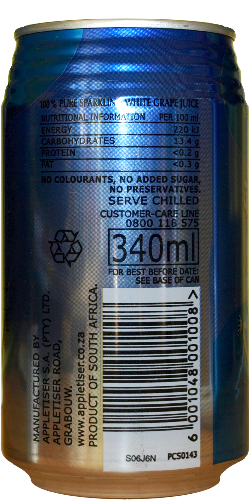 100% PURE SPARKLING WHITE GRAPE JUICE
NUTRITIONAL INFORMATION PER 100 ml
ENERGY 220 kJ
CARBOHYDRATES 13.4 g
PROTEIN <0.2 g
FAT <0.3 g
NO COLOURANTS, NO ADDED SUGAR,
NO PRESERVATIVES.
SERVE CHILLED
CUSTOMER-CARE LINE
0800 116 575
340ml
FOR BEST BEFORE DATE:
SEE BASE OF CAN
MANUFACTURED BY
APPLETISER S.A. (PTY) LTD.
APPLETISER ROAD,
GRABOUW.
www.appletiser.co.za
PRODUCT OF SOUTH AFRICA.
6 001048 001008 >
S06J6N PCS0143